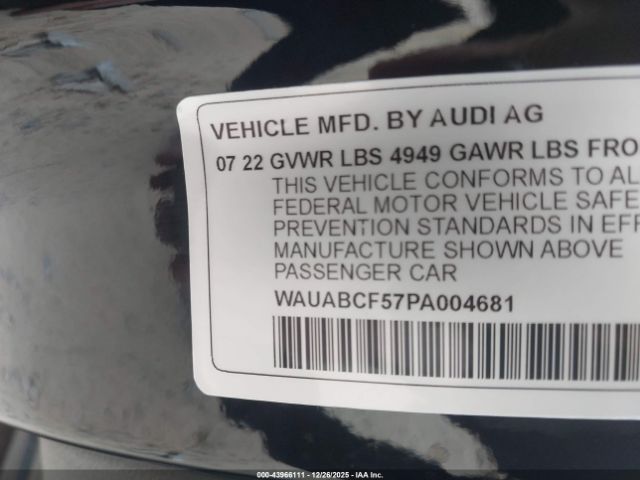 VEHICLE MFD. BY AUDI AG
07 22 GVWR LBS 4949 GAWR LBS FRO
THIS VEHICLE CONFORMS TO AL
FEDERAL MOTOR VEHICLE SAFE
PREVENTION STANDARDS IN EFF
MANUFACTURE SHOWN ABOVE
PASSENGER CAR
WAUABCF57PA004681
000-43966111 - 12/26/2025 - IAA Inc.